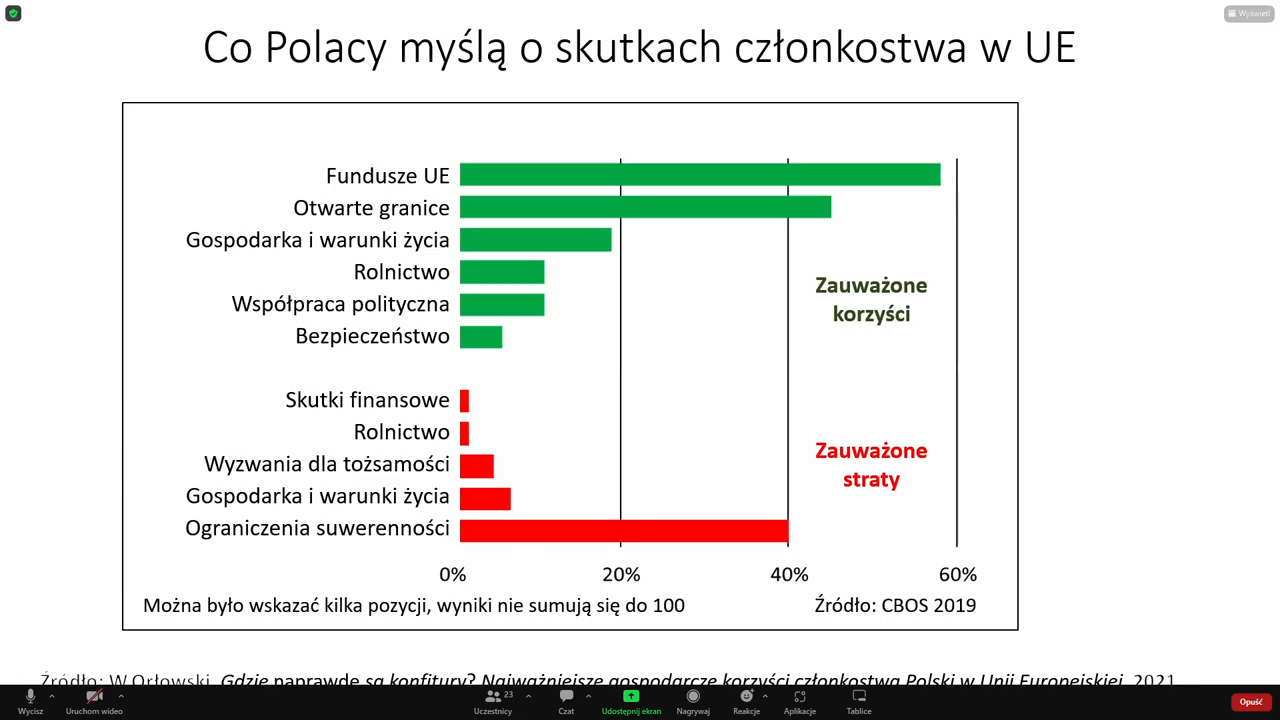 Wyświetl
Co Polacy myślą o skutkach członkostwa w UE
Fundusze UE
Otwarte granice
Gospodarka i warunki życia
Rolnictwo
Współpraca polityczna
Bezpieczeństwo
Zauważone
korzyści
Skutki finansowe
Rolnictwo
Wyzwania dla tożsamości
Gospodarka i warunki życia
Ograniczenia suwerenności
Zauważone
straty
0% 20% 40% 60%
Można było wskazać kilka pozycji, wyniki nie sumują się do 100
Źródło: CBOS 2019
Źródło: W.Orłowski, Gdzie naprawdę są konfitury? Najważniejsze gospodarcze korzyści członkostwa Polski w Unii Europejskiej, 2021
Wycisz
Uruchom wideo
23
Uczestnicy
Czat
Udostępnij ekran
Nagrywaj
Reakcje
Aplikacje
Tablice
Opuść